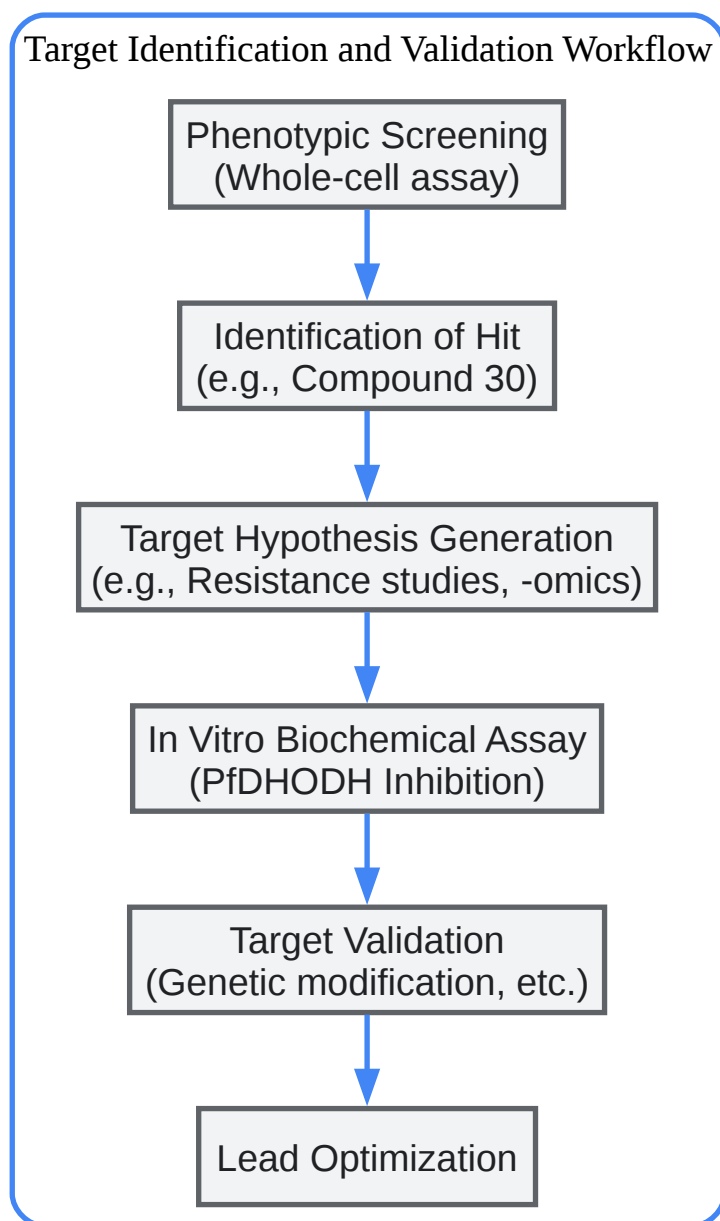 Target Identification and Validation Workflow
Phenotypic Screening
(Whole-cell assay)
Identification of Hit
(e.g., Compound 30)
Target Hypothesis Generation
(e.g., Resistance studies, -omics)
In Vitro Biochemical Assay
(PfDHODH Inhibition)
Target Validation
(Genetic modification, etc.)
Lead Optimization